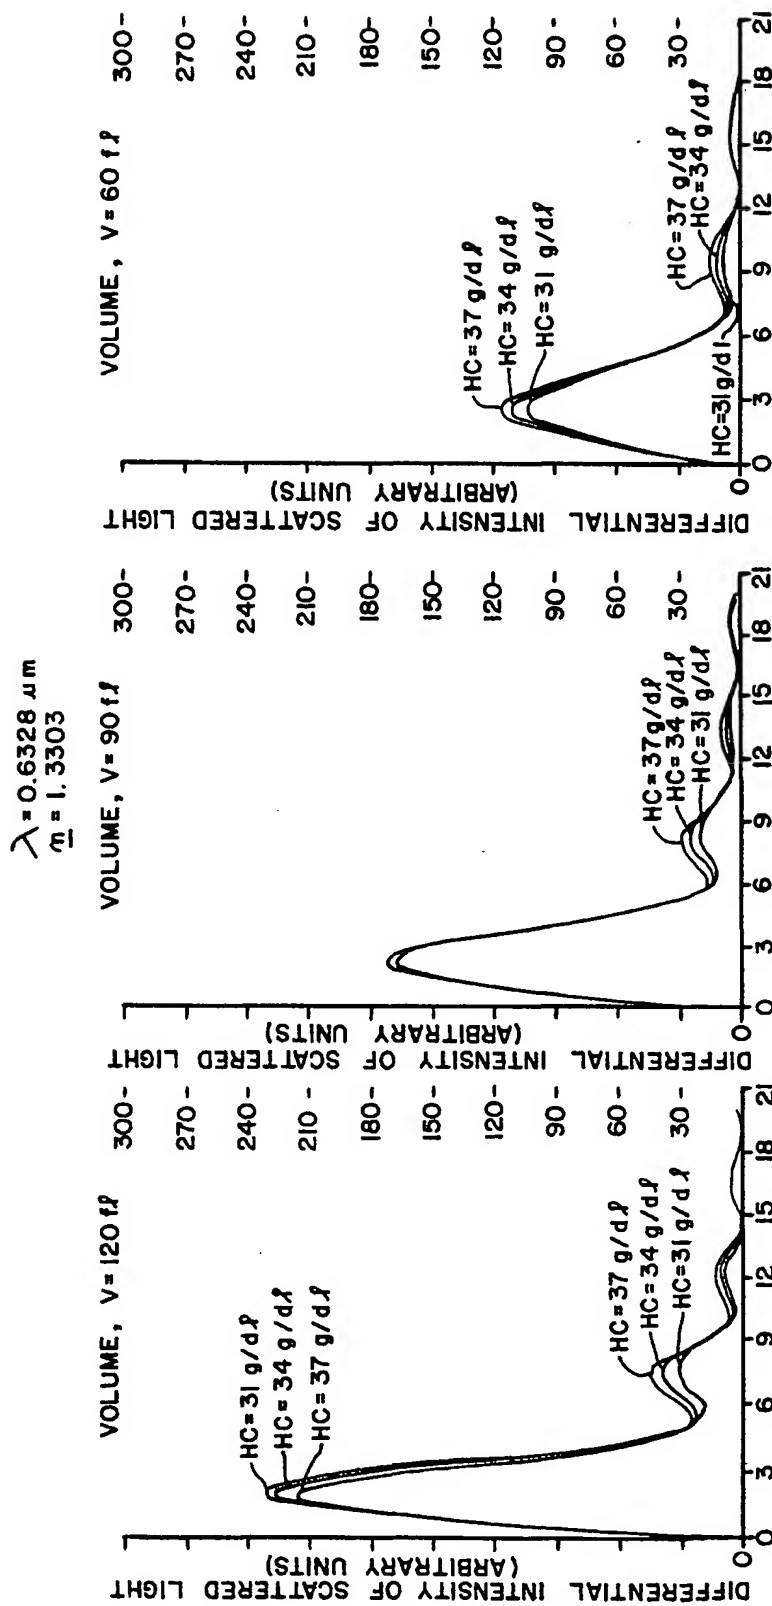 λ = 0.6328 μm
m = 1.3303
VOLUME, V = 120 fl
DIFFERENTIAL INTENSITY OF SCATTERED LIGHT
(ARBITRARY UNITS)
300-
270-
240-
210-
180-
150-
120-
90-
60-
30-
0
HC = 31 g/dl
HC = 34 g/dl
HC = 37 g/dl
HC = 37 g/dl
HC = 34 g/dl
HC = 31 g/dl
0 3 6 9 12 15 18 21
VOLUME, V = 90 fl
DIFFERENTIAL INTENSITY OF SCATTERED LIGHT
(ARBITRARY UNITS)
300-
270-
240-
210-
180-
150-
120-
90-
60-
30-
0
HC = 37 g/dl
HC = 34 g/dl
HC = 31 g/dl
0 3 6 9 12 15 18 21
VOLUME, V = 60 fl
DIFFERENTIAL INTENSITY OF SCATTERED LIGHT
(ARBITRARY UNITS)
300-
270-
240-
210-
180-
150-
120-
90-
60-
30-
0
HC = 37 g/dl
HC = 34 g/dl
HC = 31 g/dl
HC = 37 g/dl
HC = 34 g/dl
HC = 31 g/dl
0 3 6 9 12 15 18 21